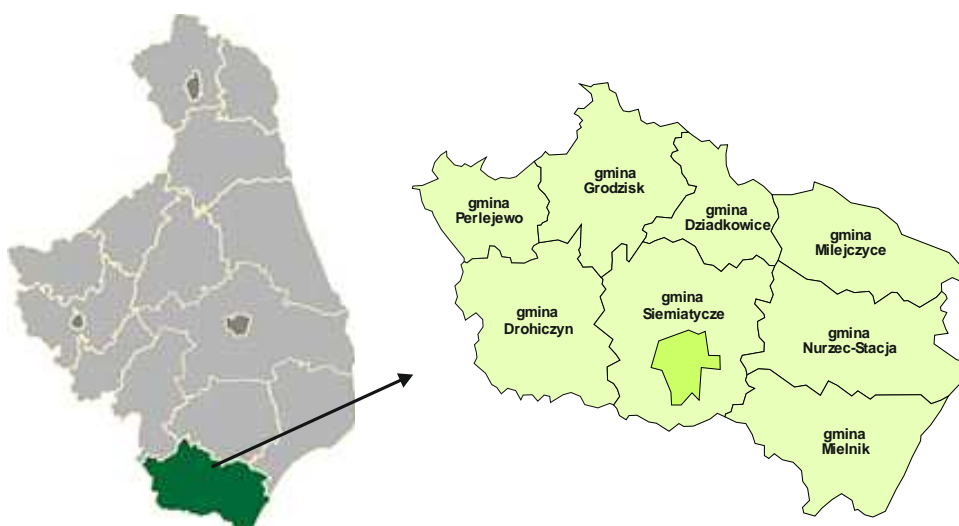 gmina
Grodzisk
gmina
Perlejewo
gmina
Dziadkowice
gmina
Milejczyce
gmina
Drohiczyn
gmina
Siemiatycze
gmina
Nurzec-Stacja
gmina
Mielnik